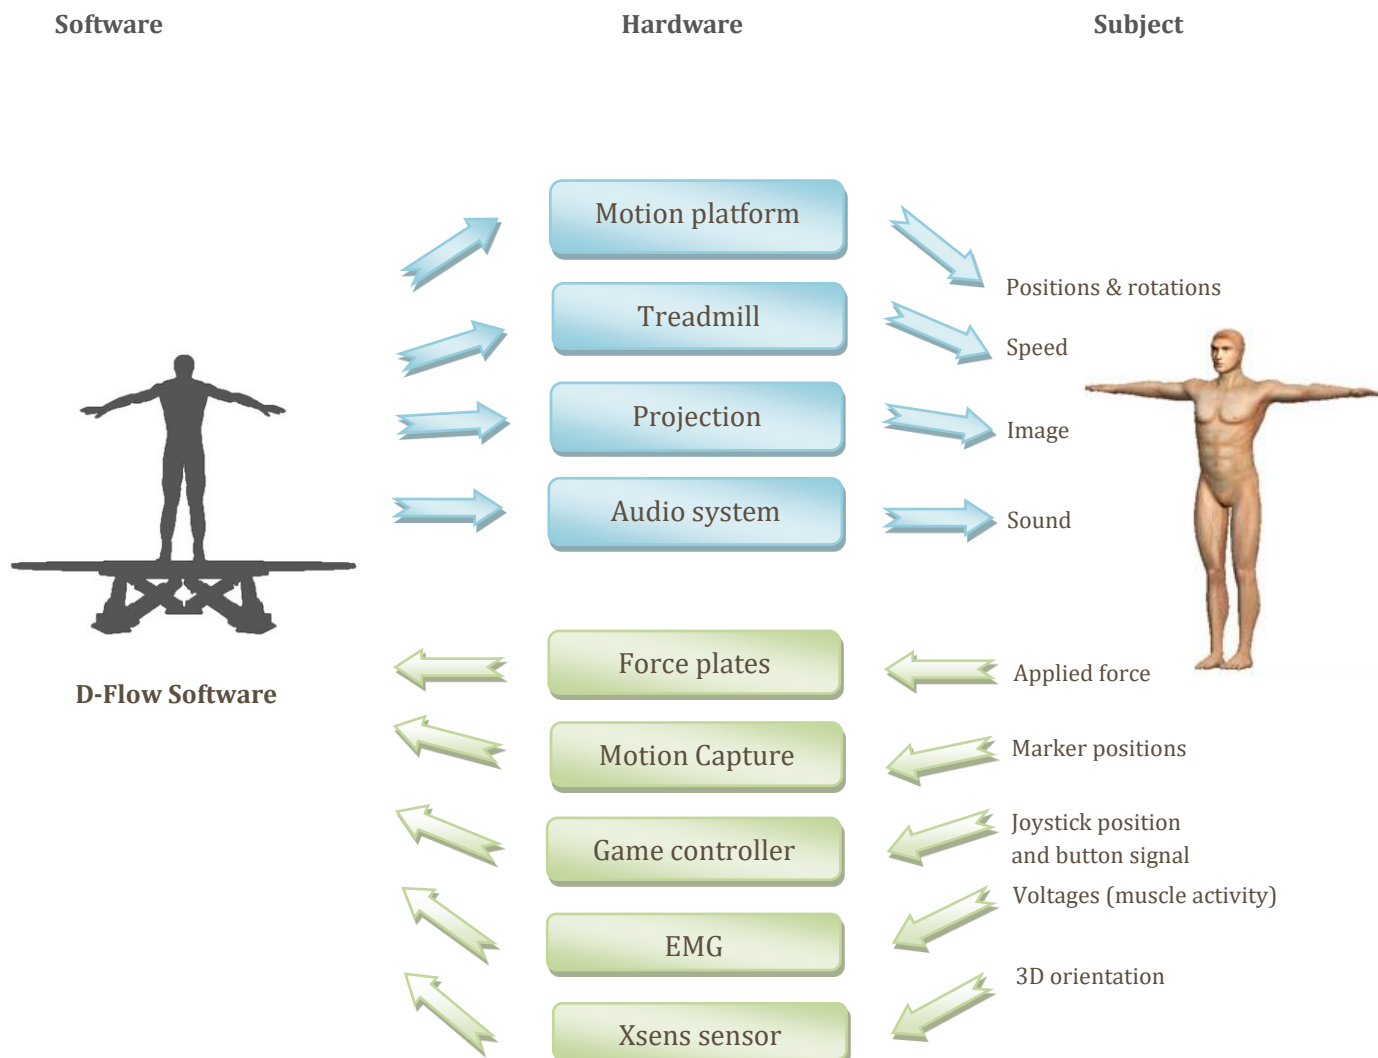 Software
Hardware
Subject
Motion platform
Positions & rotations
Treadmill
Speed
Projection
Image
Audio system
Sound
D-Flow Software
Force plates
Applied force
Motion Capture
Marker positions
Game controller
Joystick position
and button signal
EMG
Voltages (muscle activity)
Xsens sensor
3D orientation